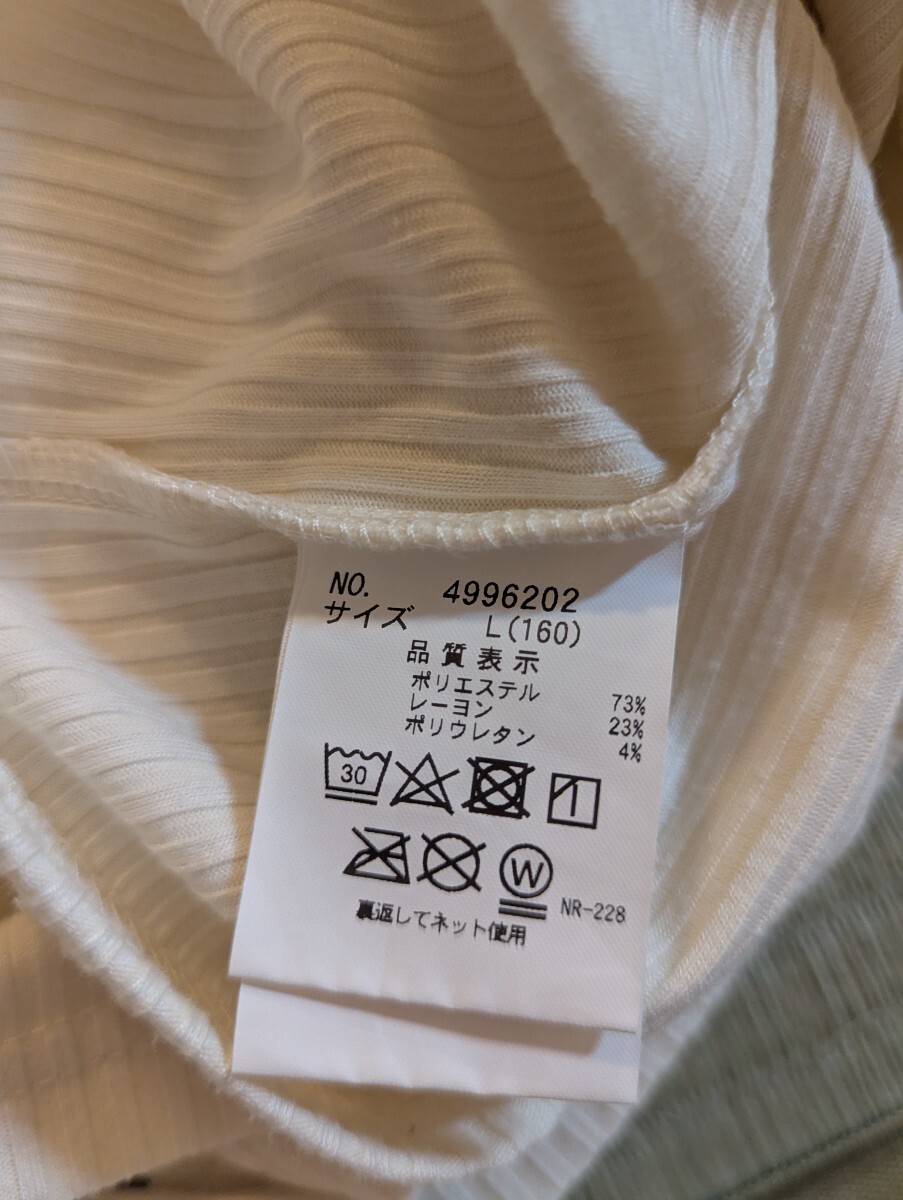 NO. 4996202
サイズ L(160)
品質表示
ポリエステル 73%
レーヨン 23%
ポリウレタン 4%
30
W
NR-228
裏返してネット使用